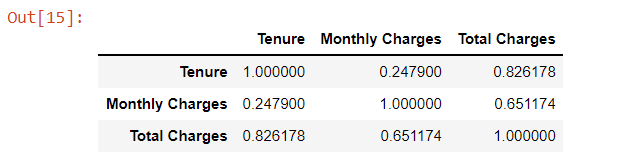 Out[15]:
Tenure Monthly Charges Total Charges
Tenure 1.000000 0.247900 0.826178
Monthly Charges 0.247900 1.000000 0.651174
Total Charges 0.826178 0.651174 1.000000